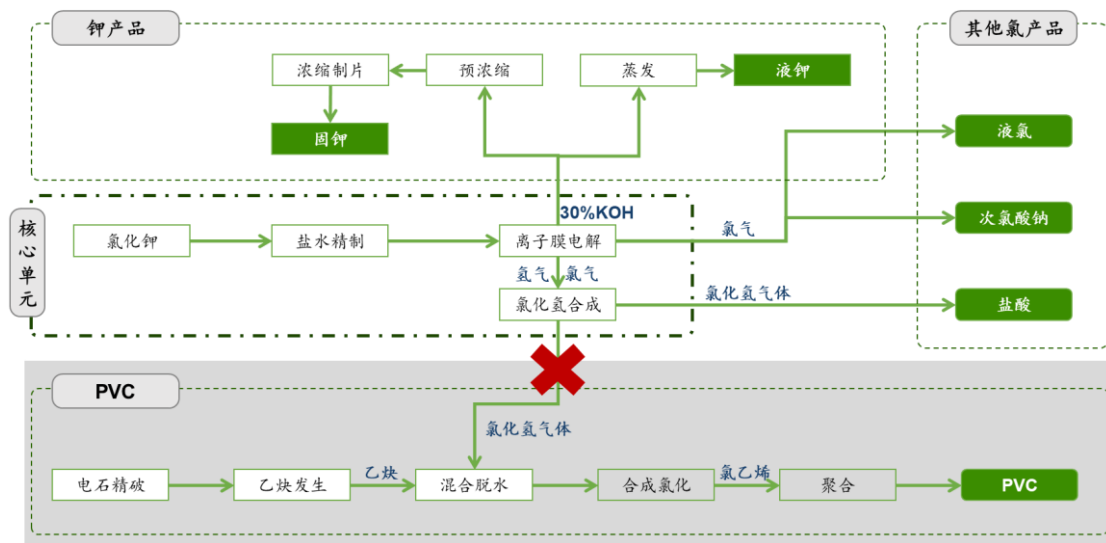 钾产品
其他氯产品
浓缩制片
预浓缩
蒸发
液钾
固钾
液氯
核心单元
30%KOH
氯化钾
盐水精制
离子膜电解
氯气
次氯酸钠
氢气
氯气
氯化氢合成
氯化氢气体
盐酸
PVC
氯化氢气体
电石精破
乙炔发生
乙炔
混合脱水
合成氯化
氯乙烯
聚合
PVC